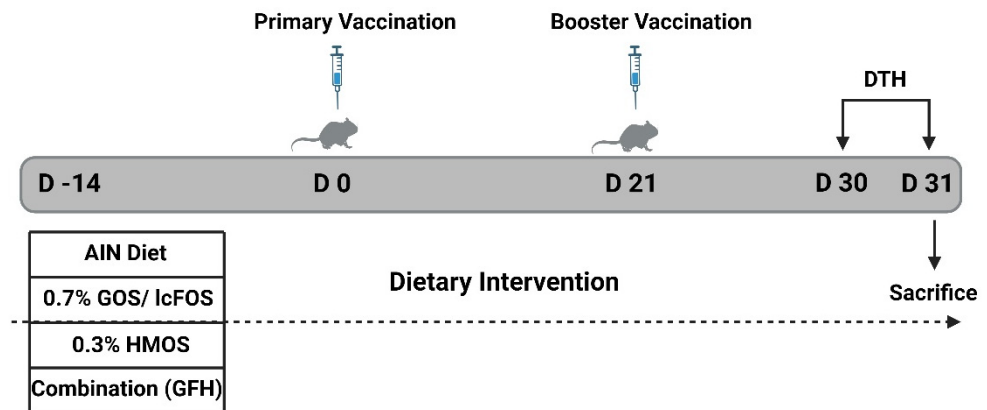 Primary Vaccination
Booster Vaccination
DTH
D -14
D 0
D 21
D 30
D 31
AIN Diet
0.7% GOS/ lcFOS
0.3% HMOS
Combination (GFH)
Dietary Intervention
Sacrifice